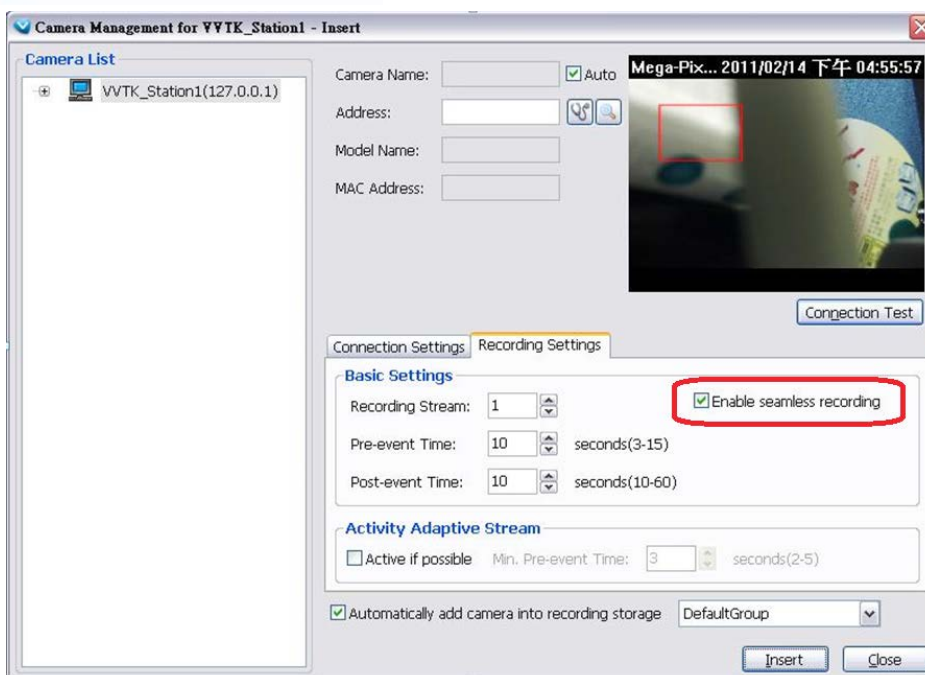 Camera Management for VVTK_Station1 - Insert
Camera List
VVTK_Station1(127.0.0.1)
Camera Name:
Auto
Address:
Model Name:
MAC Address:
Mega-Pix... 2011/02/14 下午 04:55:57
Connection Test
Connection Settings
Recording Settings
Basic Settings
Recording Stream: 1
Enable seamless recording
Pre-event Time: 10 seconds(3-15)
Post-event Time: 10 seconds(10-60)
Activity Adaptive Stream
Active if possible Min. Pre-event Time: 3 seconds(2-5)
Automatically add camera into recording storage DefaultGroup
Insert
Close